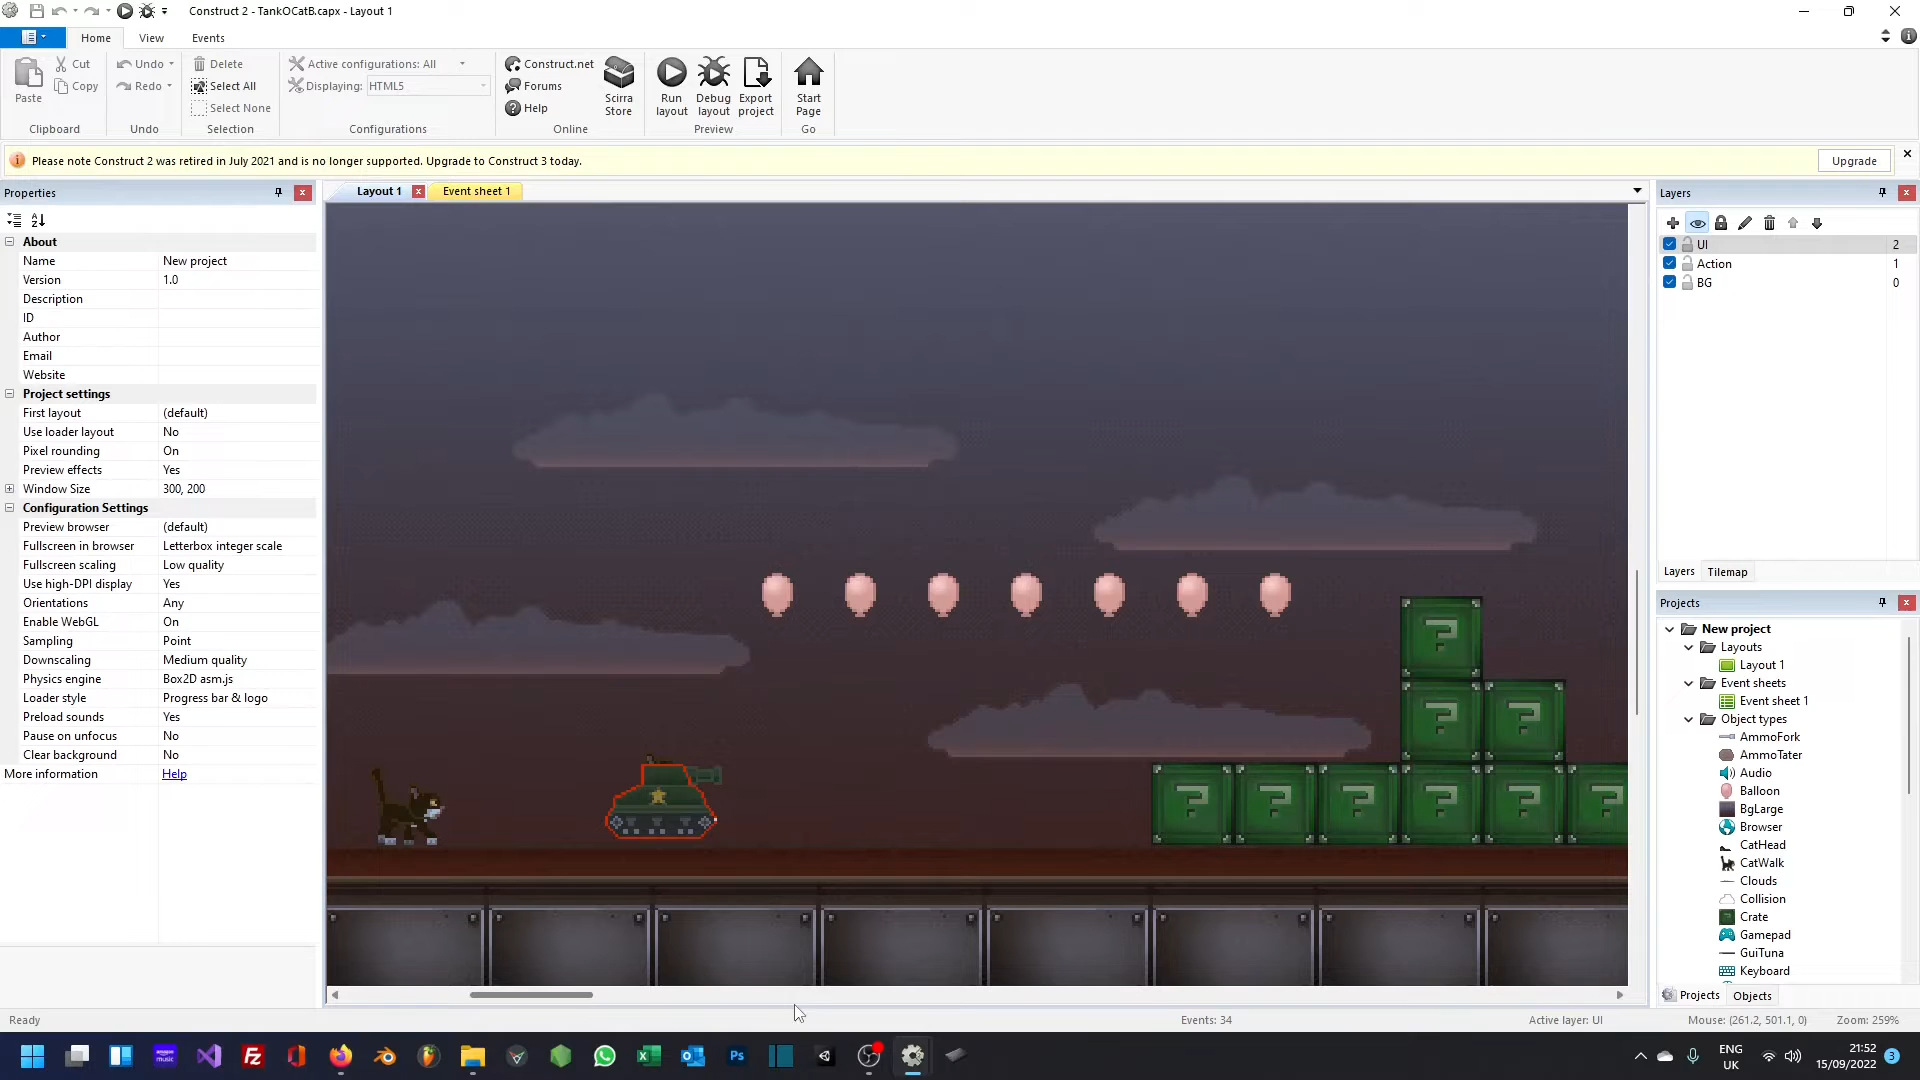 Construct 2 - TankOCatB.capx - Layout 1
Home
View
Events
Paste
Cut
Copy
Clipboard
Undo
Redo
Undo
Delete
Select All
Select None
Selection
Active configurations: All
Displaying: HTML5
Configurations
Construct.net
Forums
Help
Scirra
Store
Online
Run
layout
Debug
layout
Export
project
Preview
Start
Page
Go
Please note Construct 2 was retired in July 2021 and is no longer supported. Upgrade to Construct 3 today.
Upgrade
Properties
About
Name New project
Version 1.0
Description
ID
Author
Email
Website
Project settings
First layout (default)
Use loader layout No
Pixel rounding On
Preview effects Yes
Window Size 300, 200
Configuration Settings
Preview browser (default)
Fullscreen in browser Letterbox integer scale
Fullscreen scaling Low quality
Use high-DPI display Yes
Orientations Any
Enable WebGL On
Sampling Point
Downscaling Medium quality
Physics engine Box2D asm.js
Loader style Progress bar & logo
Preload sounds Yes
Pause on unfocus No
Clear background No
More information Help
Layout 1
Event sheet 1
?
? ?
? ? ? ? ? ?
Layers
UI 2
Action 1
BG 0
Layers Tilemap
Projects
New project
Layouts
Layout 1
Event sheets
Event sheet 1
Object types
AmmoFork
AmmoTater
Audio
Balloon
BgLarge
Browser
CatHead
CatWalk
Clouds
Collision
Crate
Gamepad
GuiTuna
Keyboard
Projects Objects
Ready
Events: 34
Active layer: UI
Mouse: (261.2, 501.1, 0)
Zoom: 259%
music
Fz
Ps
ENG
UK
21:52
15/09/2022
3